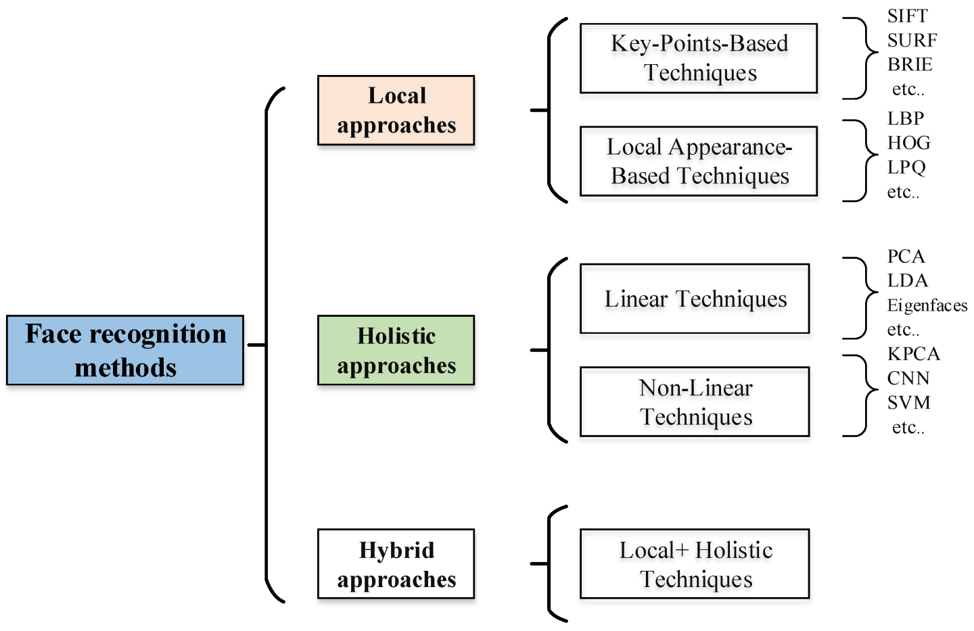 Face recognition
methods
Local
approaches
Key-Points-Based
Techniques
SIFT
SURF
BRIE
etc..
Local Appearance-
Based Techniques
LBP
HOG
LPQ
etc..
Holistic
approaches
Linear Techniques
PCA
LDA
Eigenfaces
etc..
Non-Linear
Techniques
KPCA
CNN
SVM
etc..
Hybrid
approaches
Local+ Holistic
Techniques